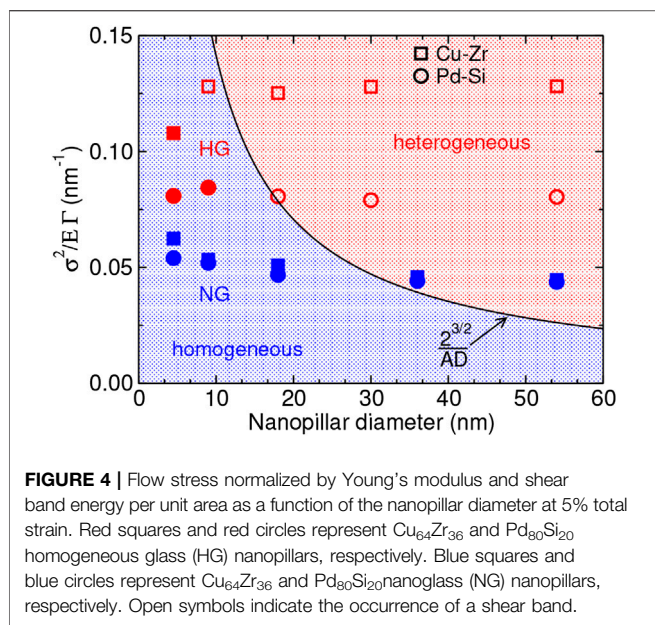 0.15
0.10
0.05
0.00
σ²/E Γ (nm⁻¹)
Cu-Zr
Pd-Si
HG
heterogeneous
NG
homogeneous
2^3/2
AD
0 10 20 30 40 50 60
Nanopillar diameter (nm)
FIGURE 4 | Flow stress normalized by Young's modulus and shear
band energy per unit area as a function of the nanopillar diameter at 5% total
strain. Red squares and red circles represent Cu₆₄Zr₃₆ and Pd₈₀Si₂₀
homogeneous glass (HG) nanopillars, respectively. Blue squares and
blue circles represent Cu₆₄Zr₃₆ and Pd₈₀Si₂₀nanoglass (NG) nanopillars,
respectively. Open symbols indicate the occurrence of a shear band.